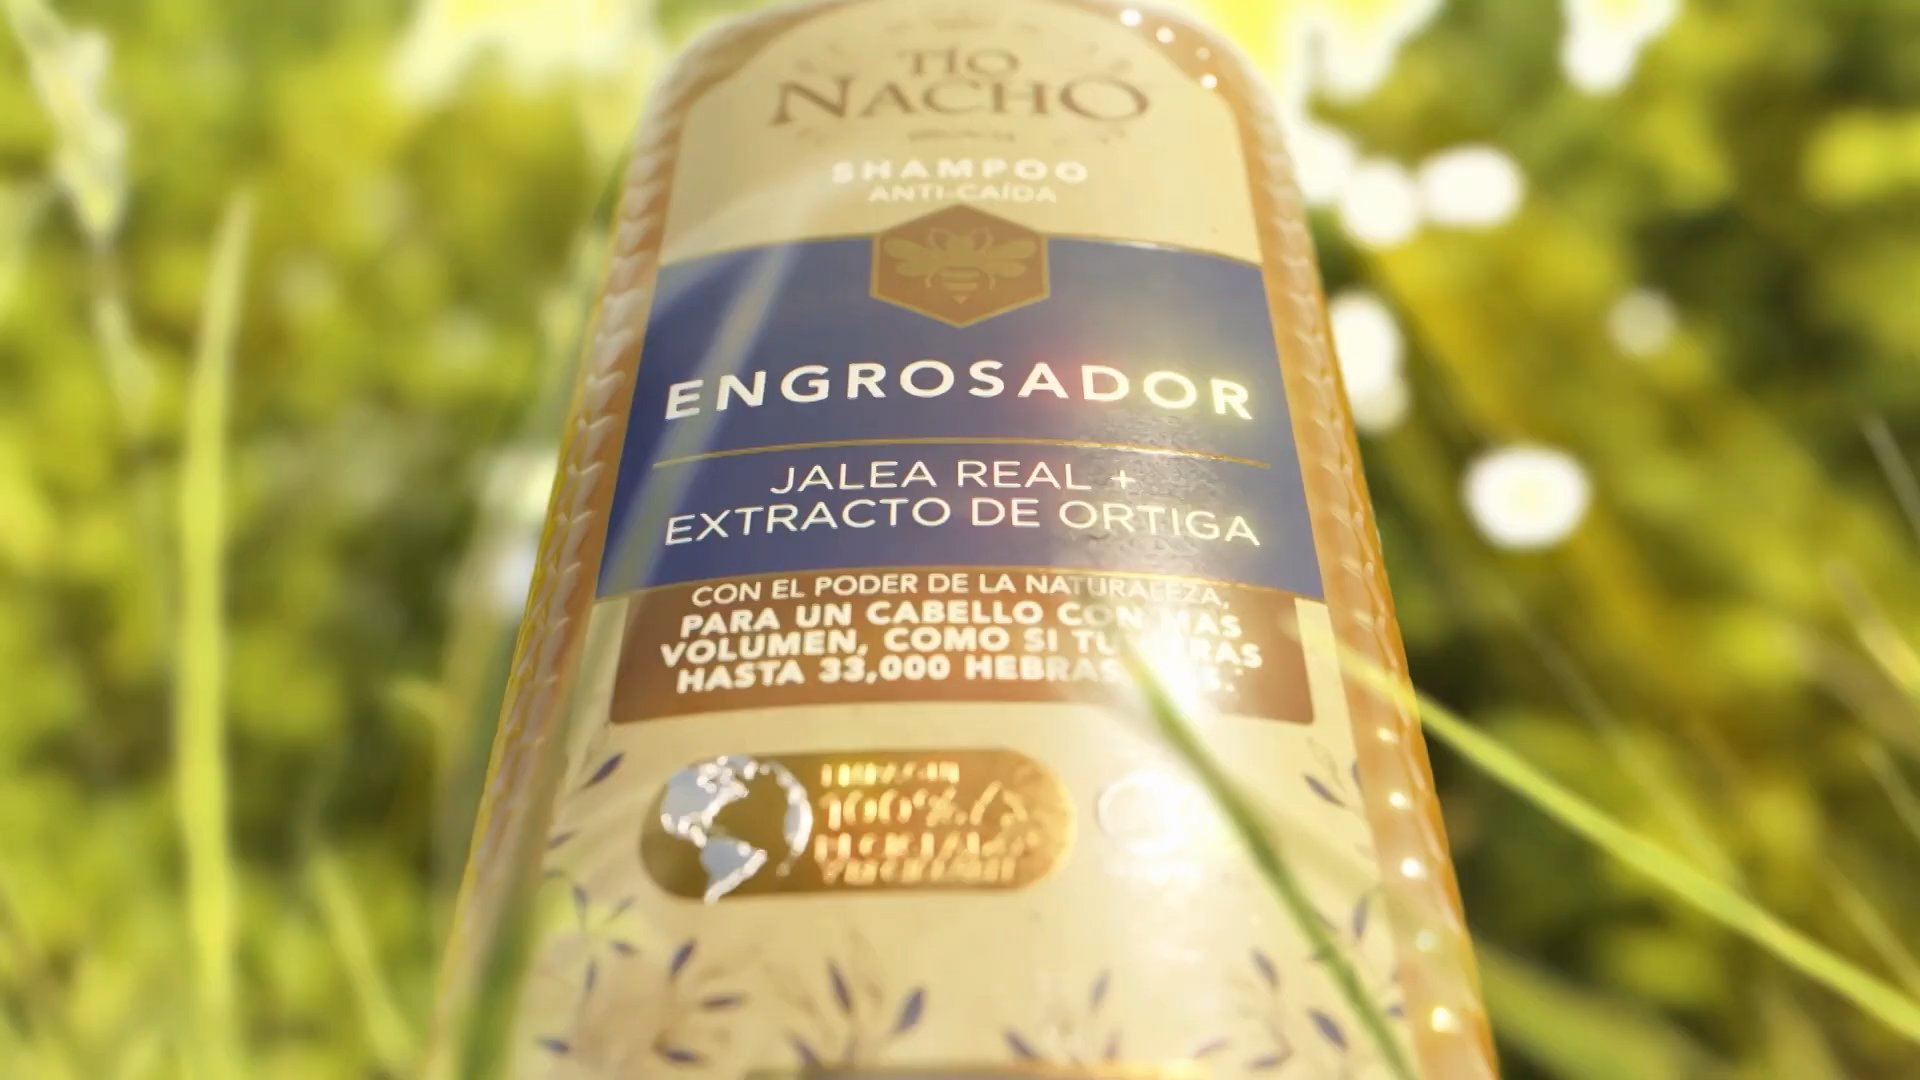 TÍO
NACHO
SHAMPOO
ANTI-CAÍDA
ENGROSADOR
JALEA REAL +
EXTRACTO DE ORTIGA
CON EL PODER DE LA NATURALEZA,
PARA UN CABELLO CON MAS
VOLUMEN, COMO SI
HASTA 33,000 HEBRAS
100%